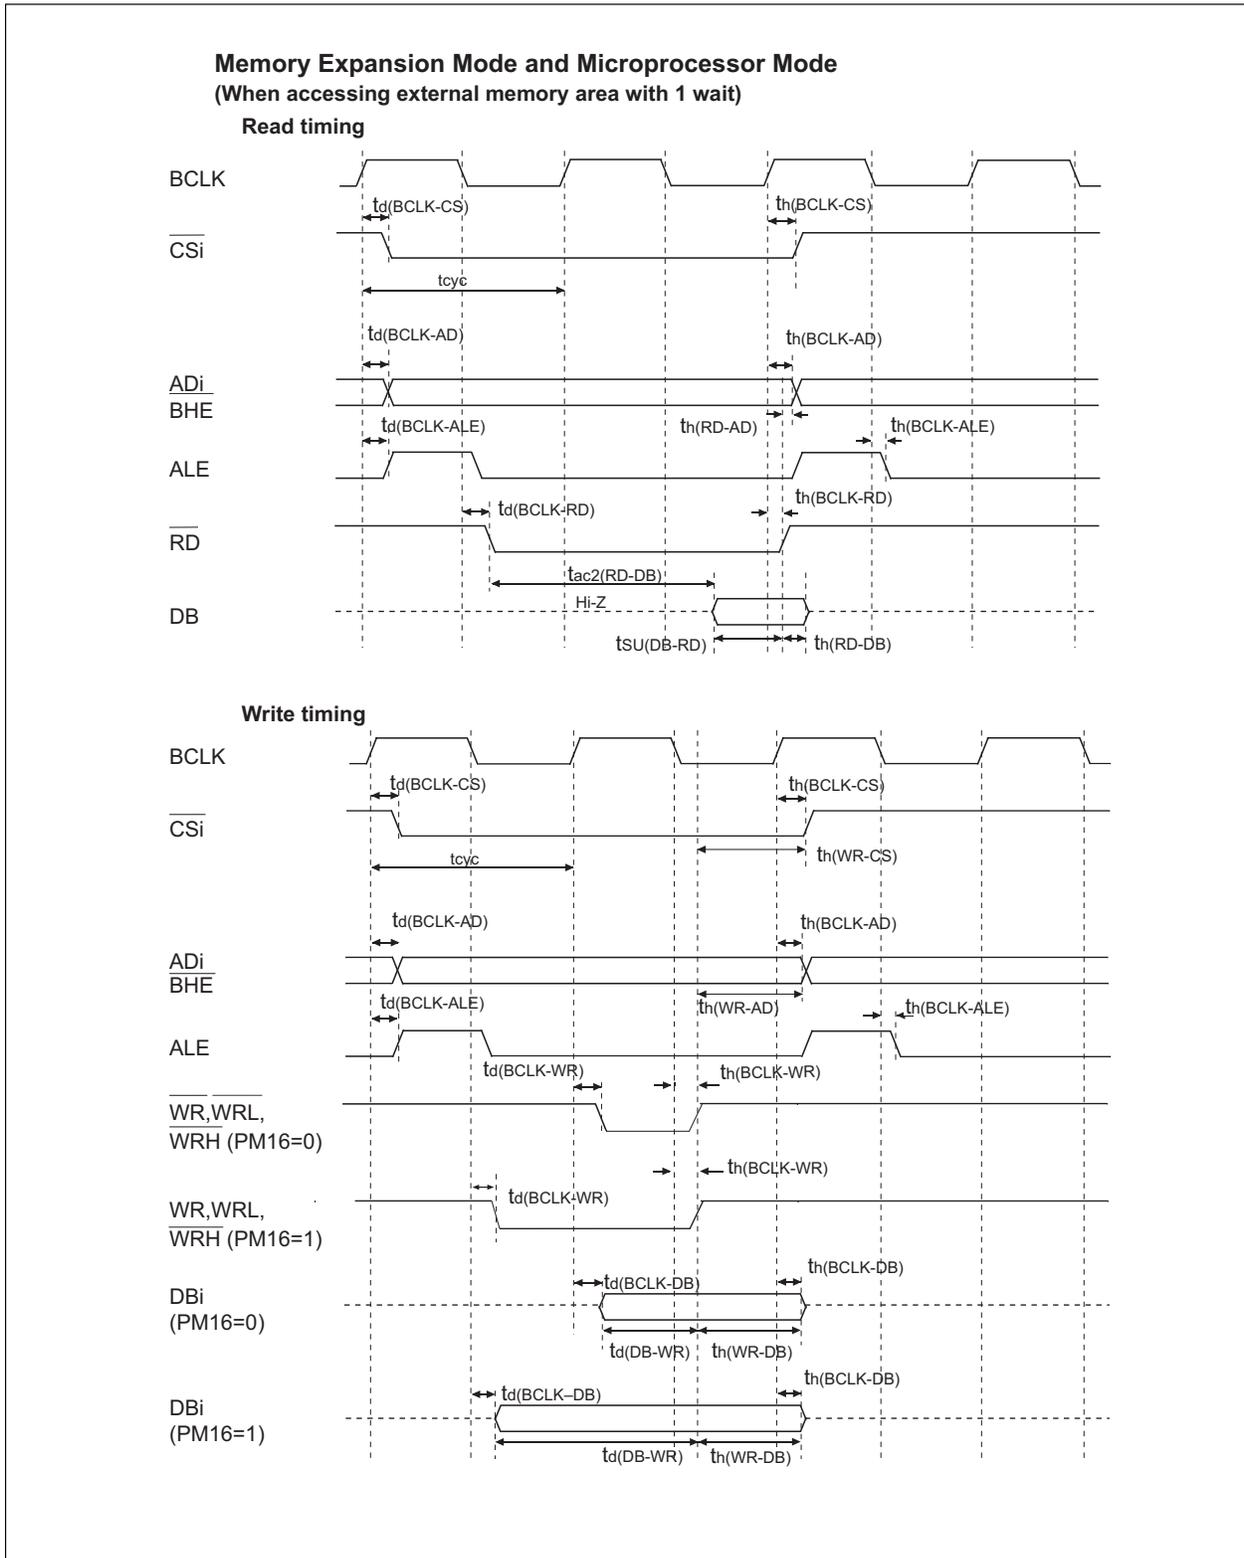 Memory Expansion Mode and Microprocessor Mode
(When accessing external memory area with 1 wait)
Read timing
BCLK
td(BCLK-CS)
th(BCLK-CS)
CSi
tcyc
td(BCLK-AD)
th(BCLK-AD)
ADi
BHE
td(BCLK-ALE)
th(RD-AD)
th(BCLK-ALE)
ALE
td(BCLK-RD)
th(BCLK-RD)
RD
tac2(RD-DB)
Hi-Z
DB
tSU(DB-RD)
th(RD-DB)
Write timing
BCLK
td(BCLK-CS)
th(BCLK-CS)
CSi
tcyc
th(WR-CS)
td(BCLK-AD)
th(BCLK-AD)
ADi
BHE
td(BCLK-ALE)
th(WR-AD)
th(BCLK-ALE)
ALE
td(BCLK-WR)
th(BCLK-WR)
WR,WRL,
WRH (PM16=0)
th(BCLK-WR)
td(BCLK-WR)
WR,WRL,
WRH (PM16=1)
th(BCLK-DB)
td(BCLK-DB)
DBi
(PM16=0)
td(DB-WR)
th(WR-DB)
th(BCLK-DB)
td(BCLK–DB)
DBi
(PM16=1)
td(DB-WR)
th(WR-DB)